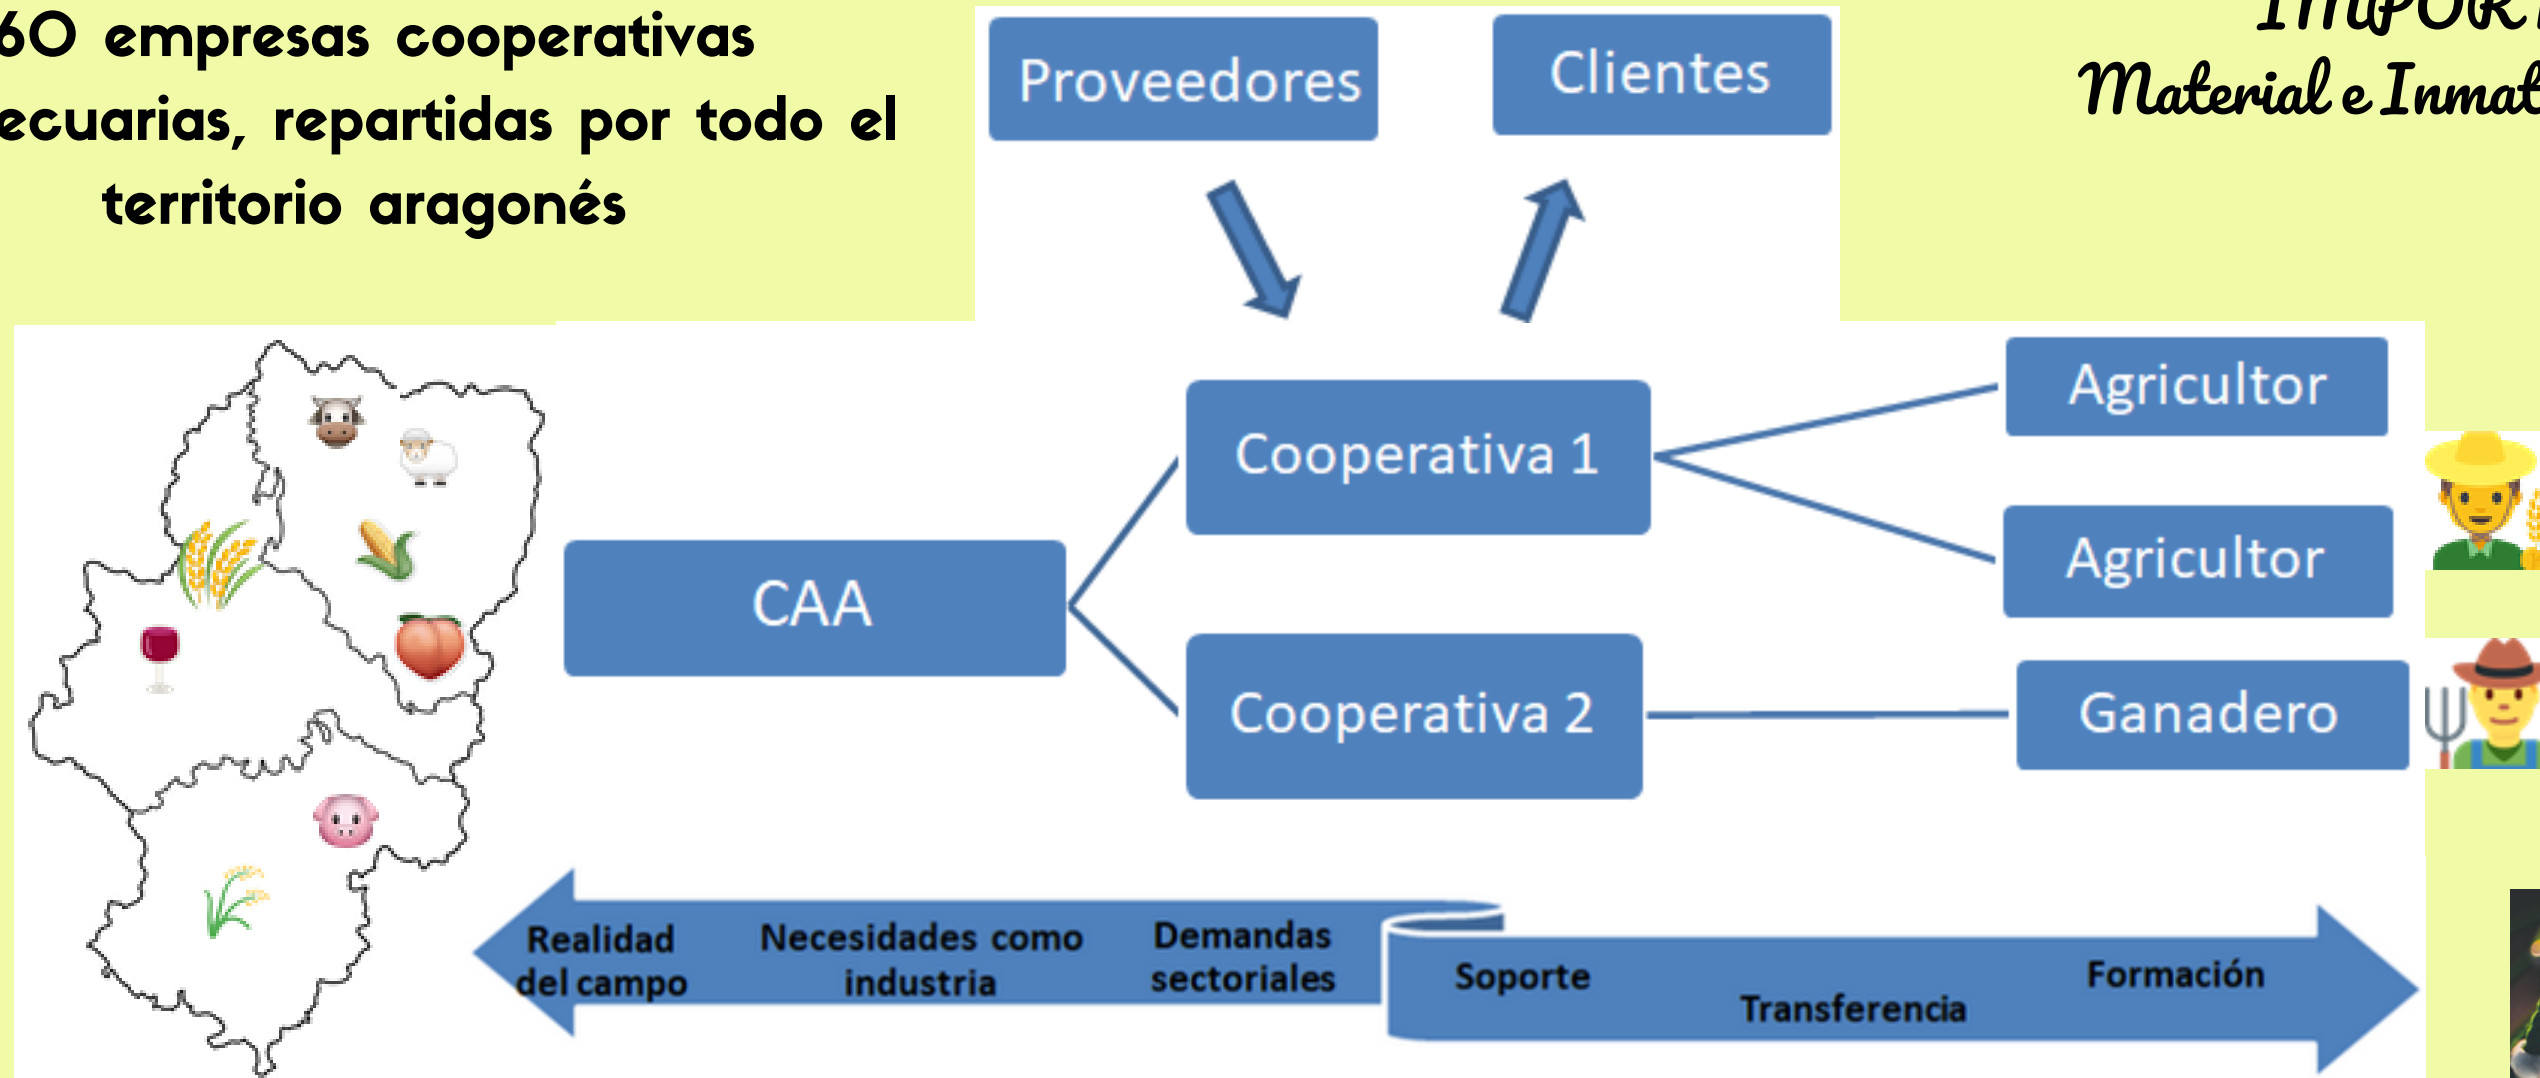 60 empresas cooperativas
ecuarias, repartidas por todo el
territorio aragonés
Proveedores
Clientes
Material e
CAA
Cooperativa 1
Cooperativa 2
Agricultor
Agricultor
Ganadero
Realidad
del campo
Necesidades como
industria
Demandas
sectoriales
Soporte
Transferencia
Formación